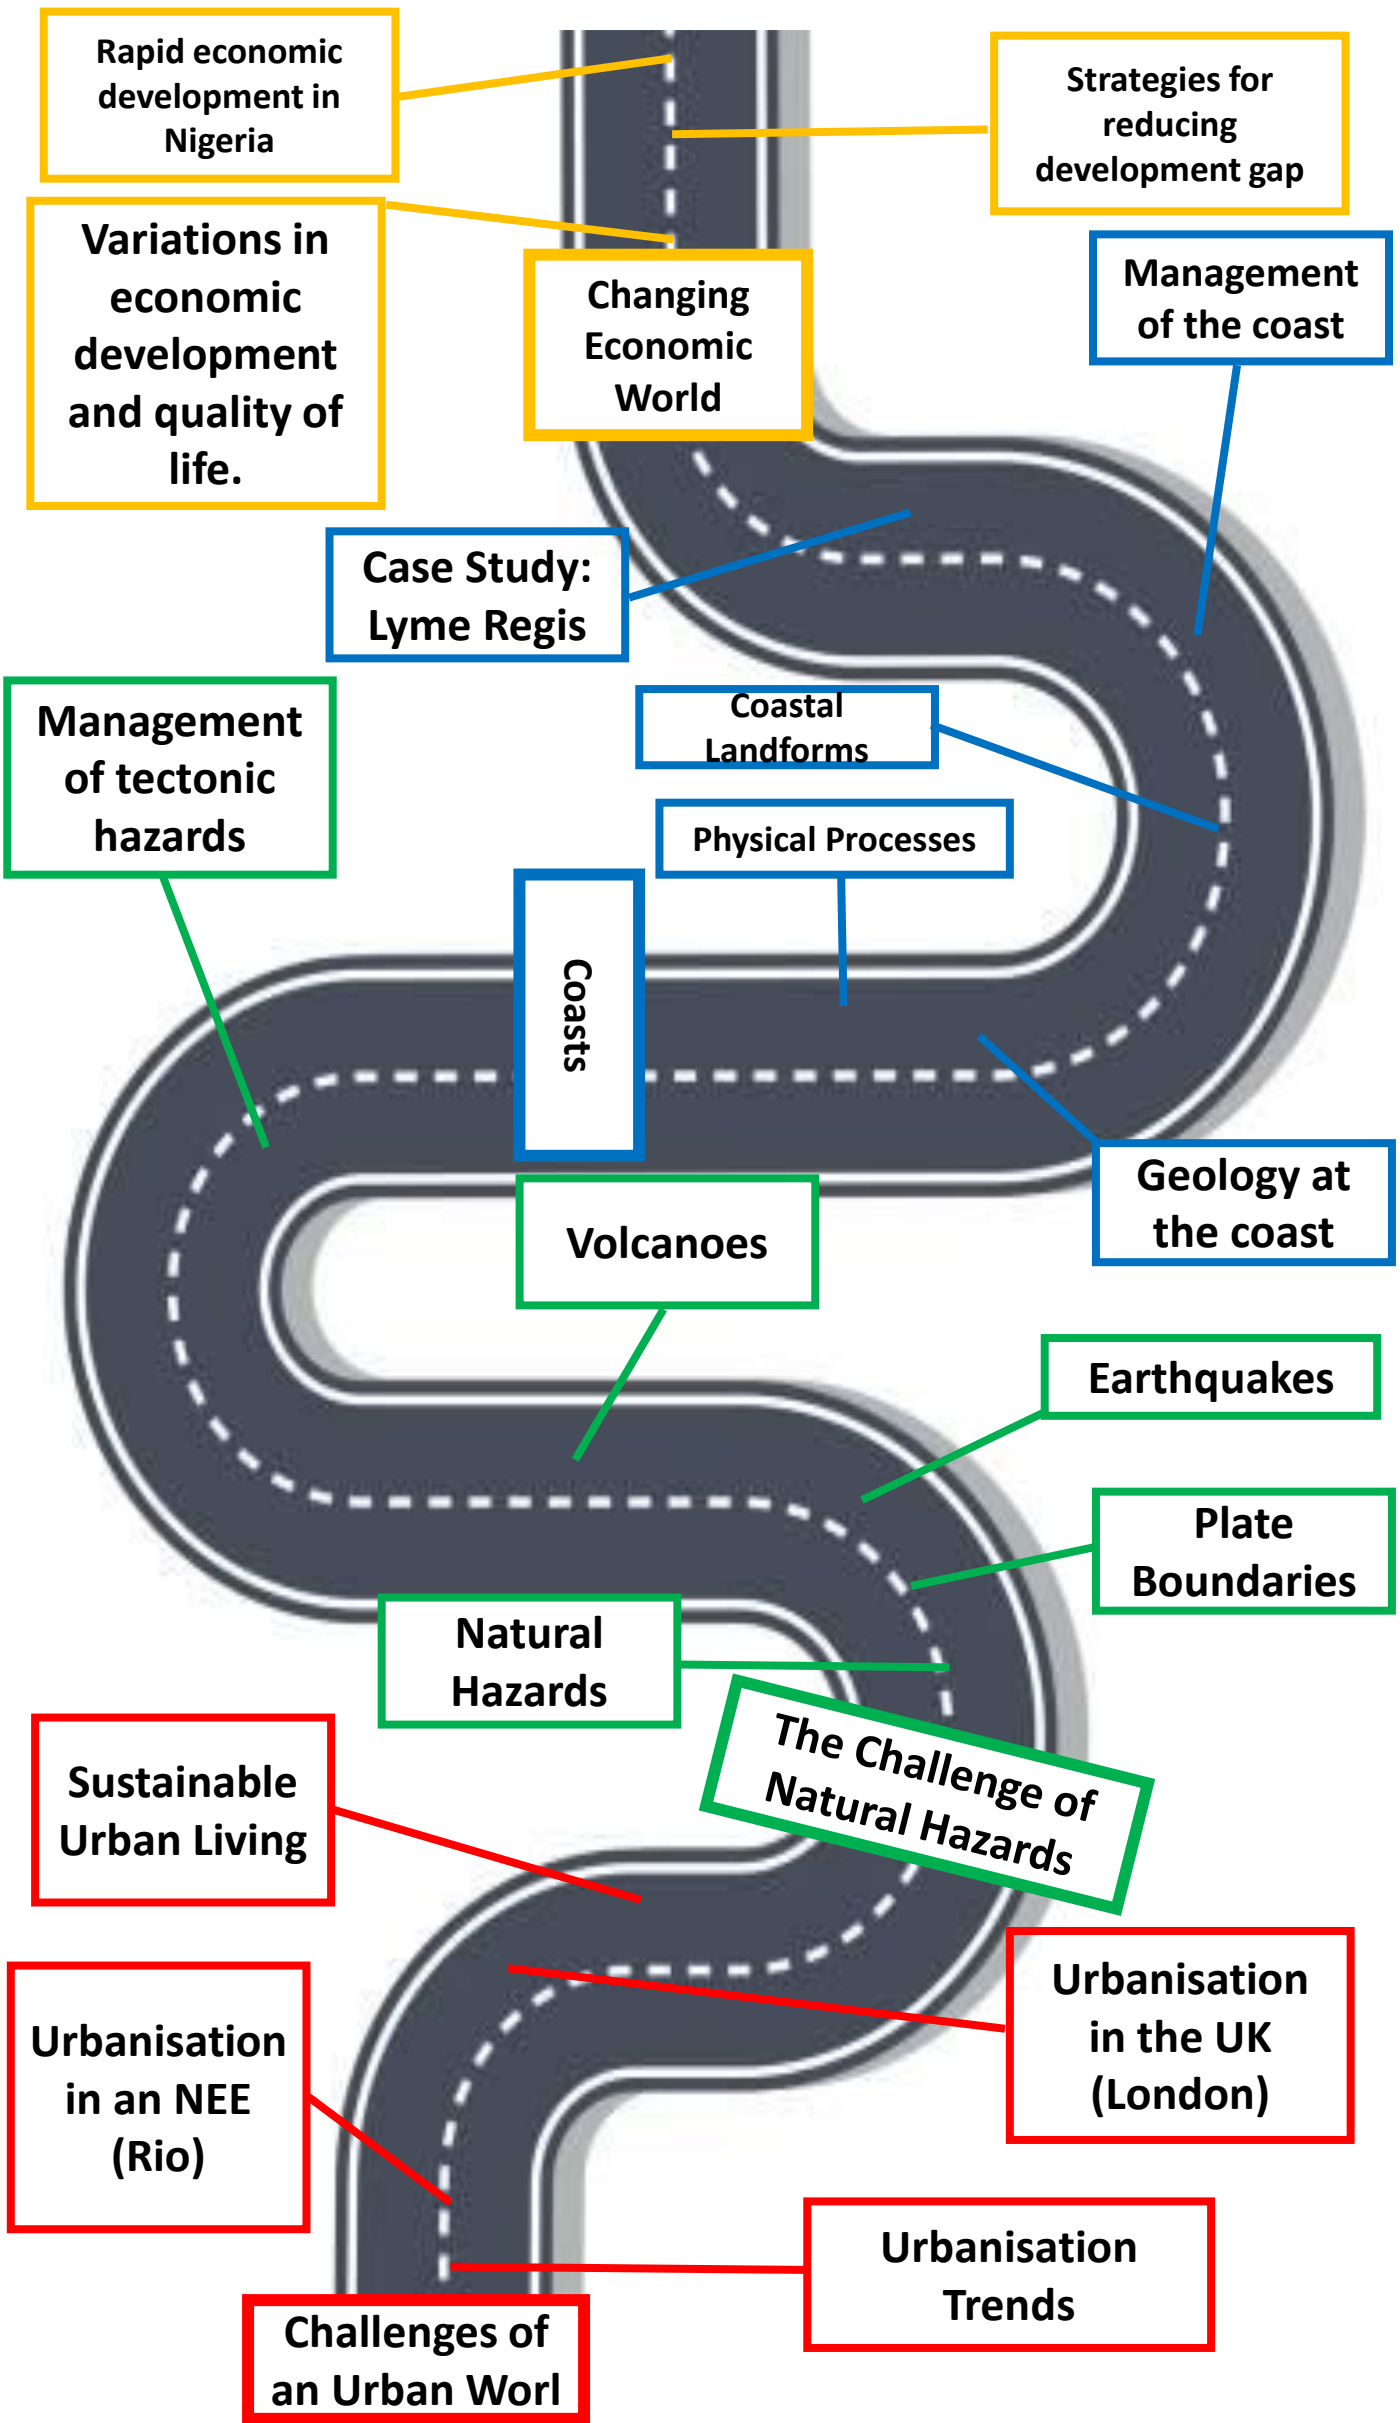 Rapid economic
development in
Nigeria
Strategies for
reducing
development gap
Variations in
economic
development
and quality of
life.
Changing
Economic
World
Management
of the coast
Case Study:
Lyme Regis
Coastal
Landforms
Management
of tectonic
hazards
Physical Processes
Coasts
Geology at
the coast
Volcanoes
Earthquakes
Plate
Boundaries
Natural
Hazards
The Challenge of
Natural Hazards
Sustainable
Urban Living
Urbanisation
in the UK
(London)
Urbanisation
in an NEE
(Rio)
Urbanisation
Trends
Challenges of
an Urban Worl